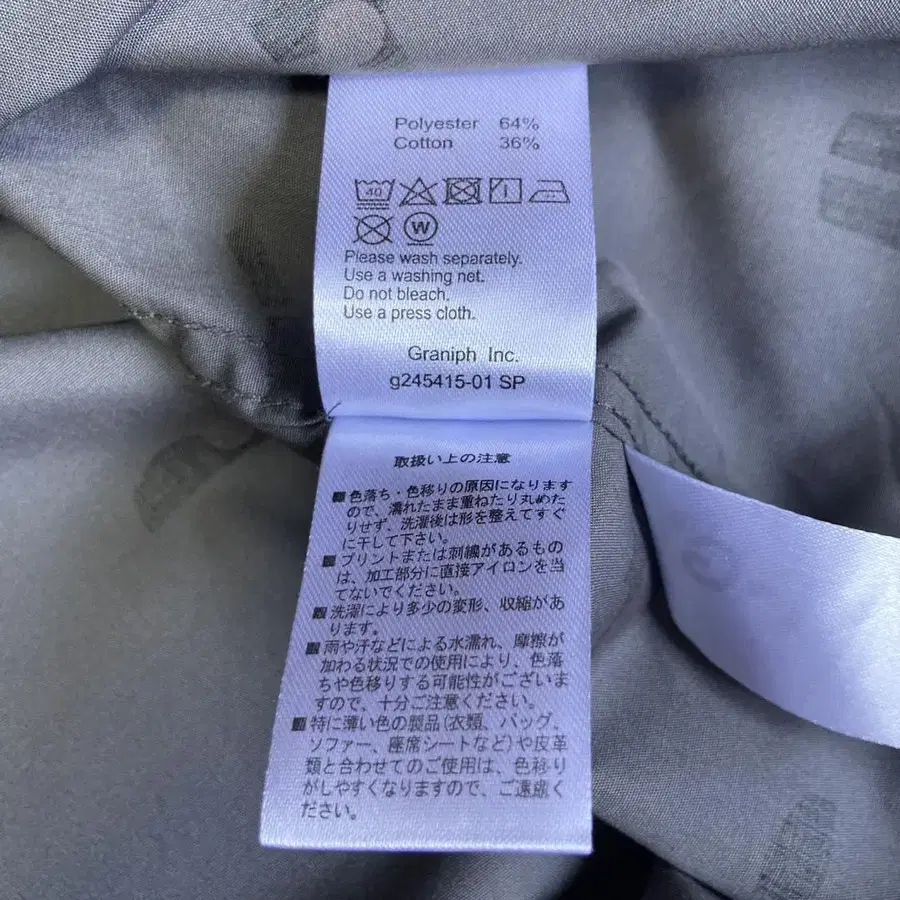 Polyester 64%
Cotton 36%
40
W
Please wash separately.
Use a washing net.
Do not bleach.
Use a press cloth.
Graniph Inc.
g245415-01 SP
取扱い上の注意
■色落ち・色移りの原因になります
ので、濡れたまま重ねたり丸めた
りせず、洗濯後は形を整えてすぐ
に干して下さい。
■プリントまたは刺繍があるもの
は、加工部分に直接アイロンを当
てないでください。
■洗濯により多少の変形、収縮があ
ります。
■雨や汗などによる水濡れ、摩擦が
加わる状況での使用により、色落
ちや色移りする可能性がございま
すので、十分ご注意ください。
■特に薄い色の製品(衣類、バッグ、
ソファー、座席シートなど)や皮革
類と合わせてのご使用は、色移り
がしやすくなりますので、ご遠慮く
ださい。